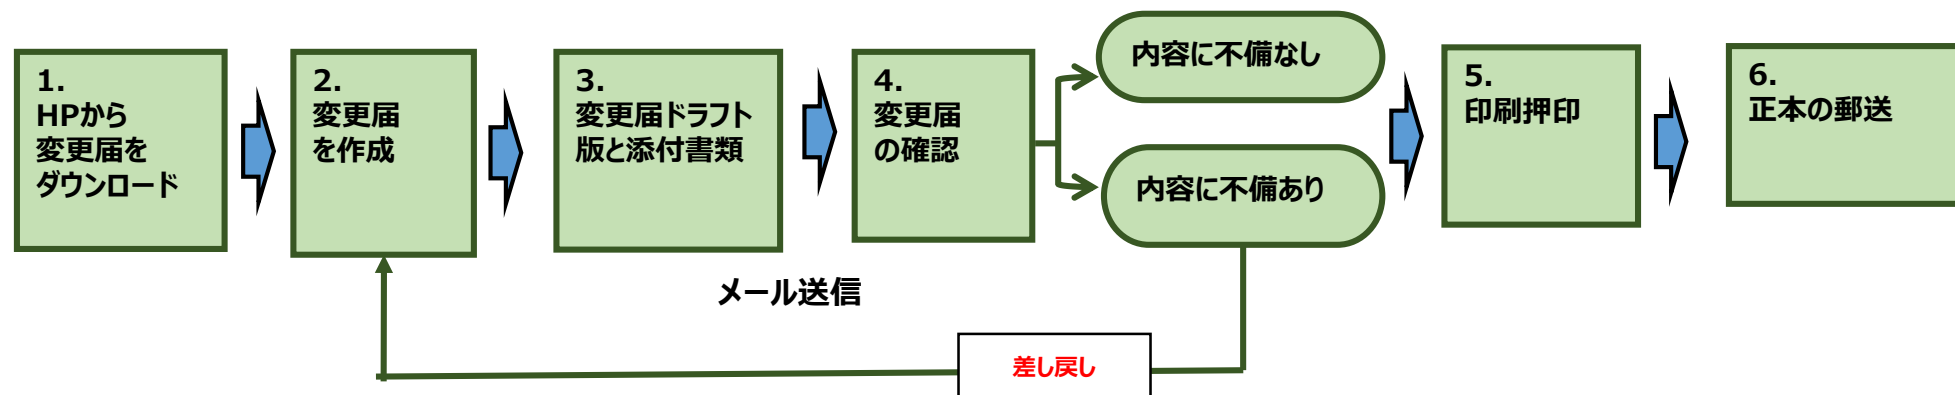 1.
HPから
変更届を
ダウンロード
2.
変更届
を作成
3.
変更届ドラフト
版と添付書類
4.
変更届
の確認
内容に不備なし
内容に不備あり
5.
印刷押印
6.
正本の郵送
メール送信
差し戻し